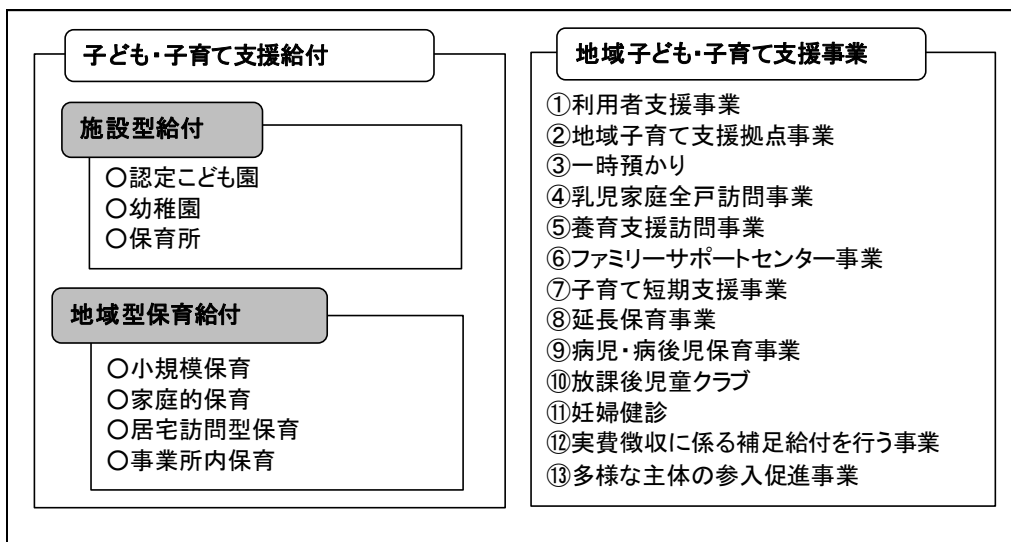 子ども・子育て支援給付
施設型給付
〇認定こども園
〇幼稚園
〇保育所
地域型保育給付
〇小規模保育
〇家庭的保育
〇居宅訪問型保育
〇事業所内保育
地域子ども・子育て支援事業
①利用者支援事業
②地域子育て支援拠点事業
③一時預かり
④乳児家庭全戸訪問事業
⑤養育支援訪問事業
⑥ファミリーサポートセンター事業
⑦子育て短期支援事業
⑧延長保育事業
⑨病児・病後児保育事業
⑩放課後児童クラブ
⑪妊婦健診
⑫実費徴収に係る補足給付を行う事業
⑬多様な主体の参入促進事業